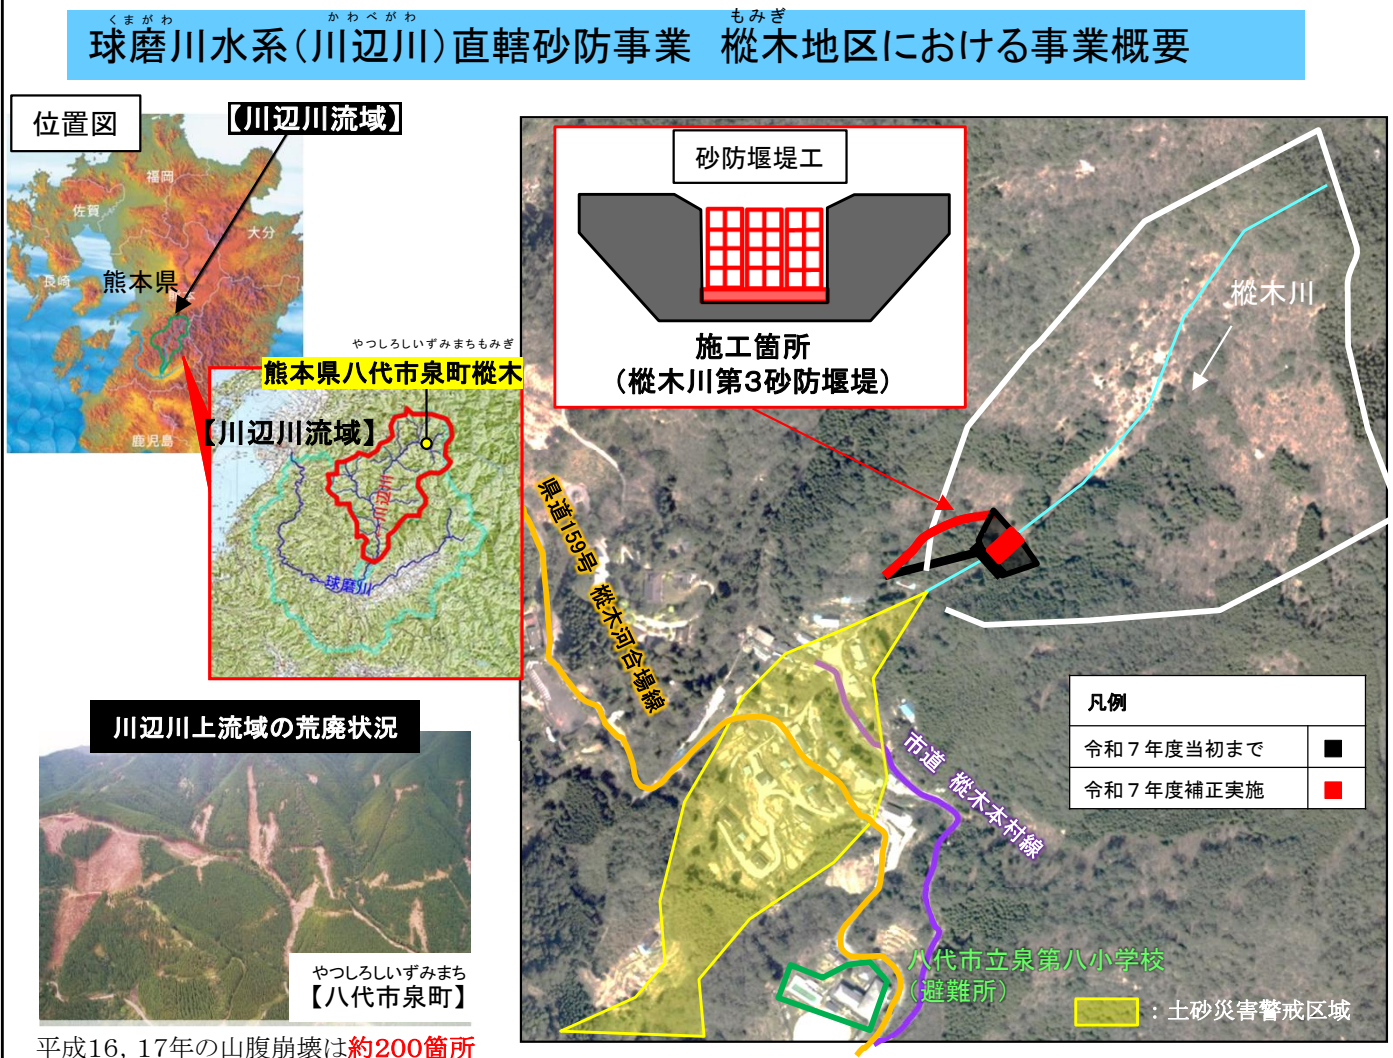 くまがわ かわべがわ もみぎ
球磨川水系(川辺川)直轄砂防事業 樅木地区における事業概要
位置図
【川辺川流域】
福岡
佐賀
大分
長崎
熊本県
熊本
鹿児島
やつしろしいずみまちもみぎ
熊本県八代市泉町樅木
【川辺川流域】
川辺川
球磨川
川辺川上流域の荒廃状況
やつしろしいずみまち
【八代市泉町】
平成16,17年の山腹崩壊は約200箇所
砂防堰堤工
施工箇所
(樅木川第3砂防堰堤)
樅木川
県道159号 樅木河合場線
市道 樅木本村線
凡例
令和7年度当初まで
令和7年度補正実施
八代市立泉第八小学校
(避難所)
:土砂災害警戒区域